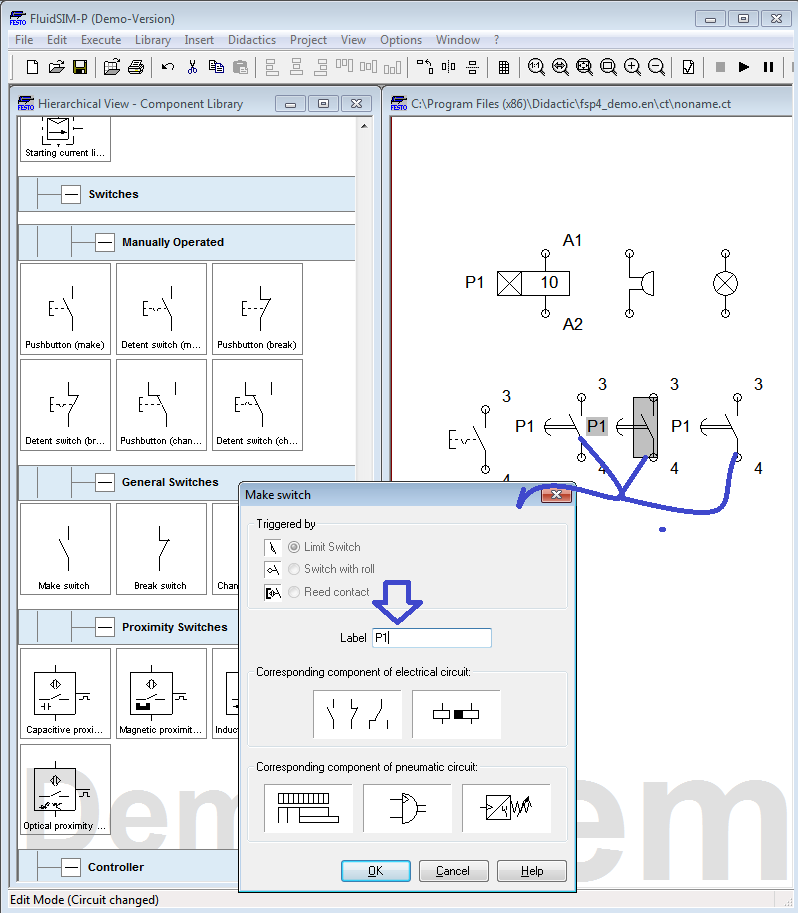 FluidSIM-P (Demo-Version)
File Edit Execute Library Insert Didactics Project View Options Window ?
FESTO Hierarchical View - Component Library
FESTO C:\Program Files (x86)\Didactic\fsp4_demo.en\ct\noname.ct
Starting current li...
Switches
Manually Operated
Pushbutton (make) Detent switch (m... Pushbutton (break)
Detent switch (br... Pushbutton (chan... Detent switch (ch...
General Switches
Make switch Break switch Chan
Proximity Switches
Capacitive proxi... Magnetic proximit... Induct
Optical proximity ...
Controller
A1
P1 10
A2
3 3 3 3
P1 P1 P1
4 4 4 4
Make switch
Triggered by
Limit Switch
Switch with roll
Reed contact
Label P1
Corresponding component of electrical circuit:
Corresponding component of pneumatic circuit:
OK Cancel Help
Dem em
Edit Mode (Circuit changed)